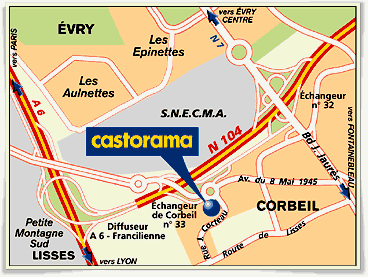 vers PARIS
ÉVRY
vers ÉVRY
CENTRE
N 7
Les
Épinettes
Les
Aulnettes
A 6
S.N.E.C.M.A.
Échangeur
n° 32
castorama
N 104
Bd J. Jaurès
vers FONTAINEBLEAU
Av. du 8 Mai 1945
Échangeur
de Corbeil
n° 33
CORBEIL
Petite
Montagne
Sud
LISSES
Diffuseur
A 6 - Francilienne
Rue J. Cocteau
Route de Lisses
vers LYON